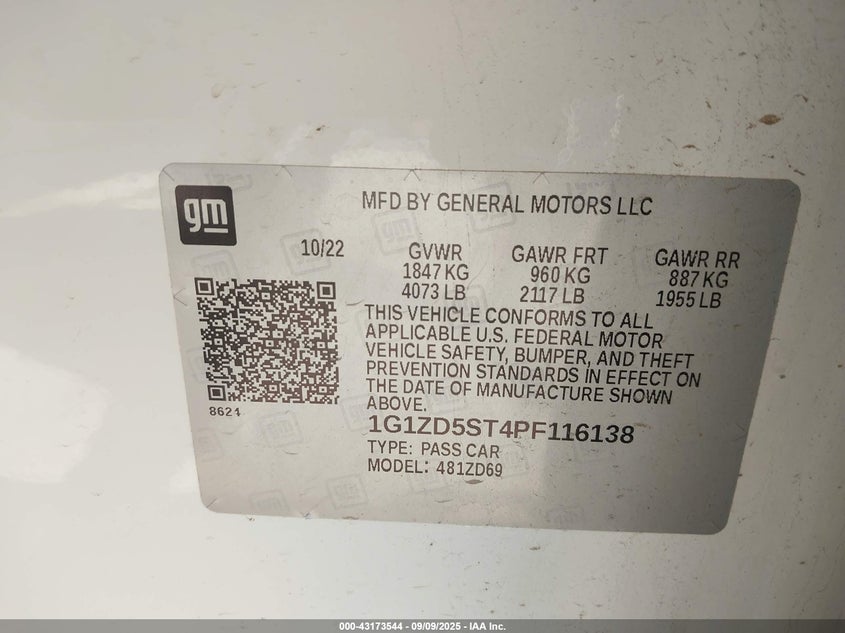 gm
MFD BY GENERAL MOTORS LLC
10/22 GVWR GAWR FRT GAWR RR
1847 KG 960 KG 887 KG
4073 LB 2117 LB 1955 LB
THIS VEHICLE CONFORMS TO ALL
APPLICABLE U.S. FEDERAL MOTOR
VEHICLE SAFETY, BUMPER, AND THEFT
PREVENTION STANDARDS IN EFFECT ON
THE DATE OF MANUFACTURE SHOWN
ABOVE.
8621
1G1ZD5ST4PF116138
TYPE: PASS CAR
MODEL: 481ZD69
000-43173544 - 09/09/2025 - IAA Inc.